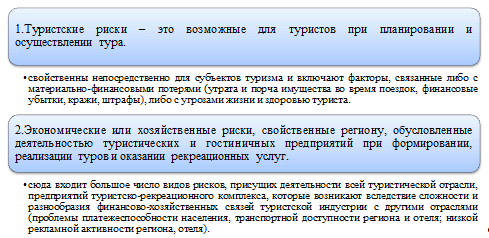 1.Туристские риски – это возможные для туристов при планировании и
осуществлении тура.
•свойственны непосредственно для субъектов туризма и включают факторы, связанные либо с
материально-финансовыми потерями (утрата и порча имущества во время поездок, финансовые
убытки, кражи, штрафы), либо с угрозами жизни и здоровью туриста.
2.Экономические или хозяйственные риски, свойственные региону, обусловленные
деятельностью туристических и гостиничных предприятий при формировании,
реализации туров и оказании рекреационных услуг.
•сюда входит большое число видов рисков, присущих деятельности всей туристической отрасли,
предприятий туристско-рекреационного комплекса, которые возникают вследствие сложности и
разнообразия финансово-хозяйственных связей туристской индустрии с другими отраслями
(проблемы платежеспособности населения, транспортной доступности региона и отеля; низкой
рекламной активности региона, отеля).